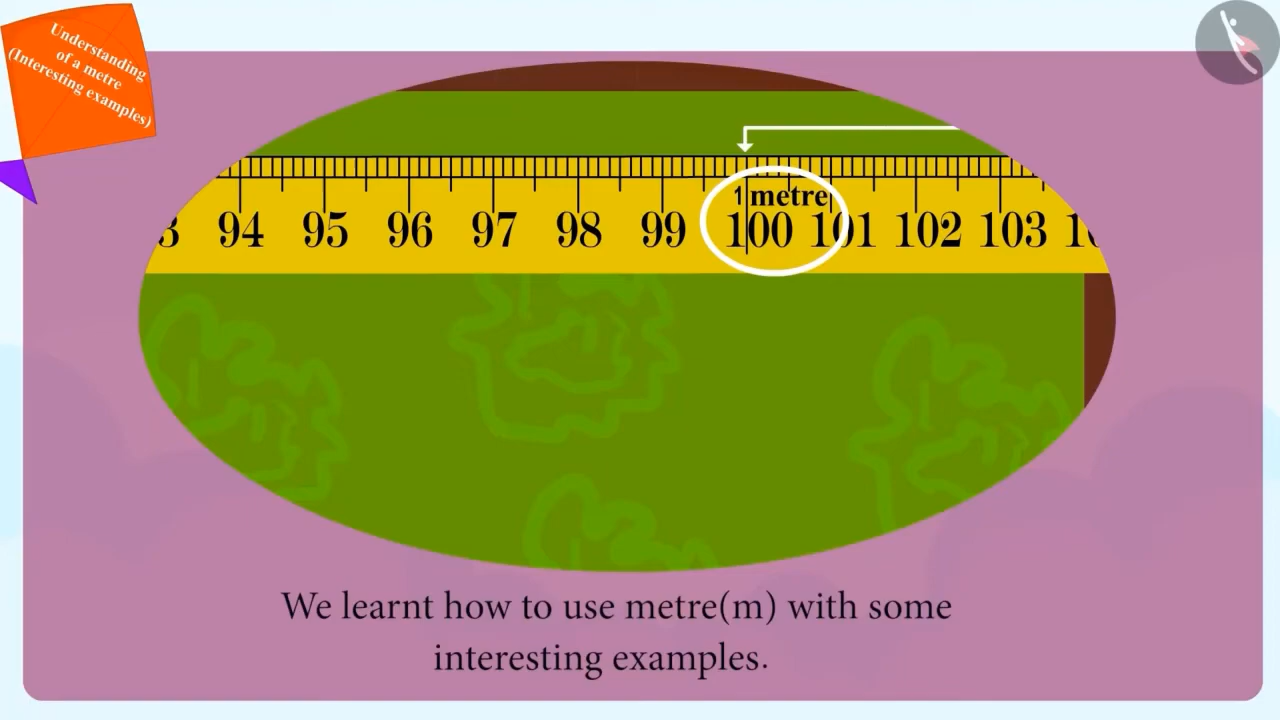 Understanding
of a metre
(Interesting examples)
1 metre
94 95 96 97 98 99 100 101 102 103
We learnt how to use metre(m) with some
interesting examples.